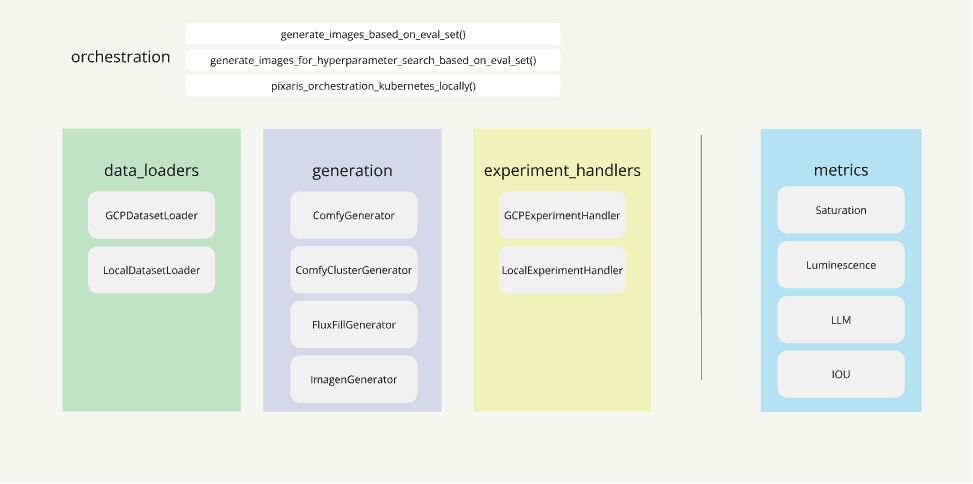 orchestration
generate_images_based_on_eval_set()
generate_images_for_hyperparameter_search_based_on_eval_set()
pixaris_orchestration_kubernetes_locally()
data_loaders
GCPDatasetLoader
LocalDatasetLoader
generation
ComfyGenerator
ComfyClusterGenerator
FluxFillGenerator
ImagenGenerator
experiment_handlers
GCPExperimentHandler
LocalExperimentHandler
metrics
Saturation
Luminescence
LLM
IOU